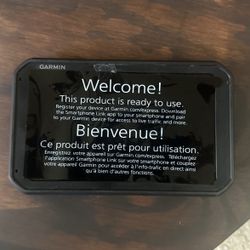 GARMIN
Welcome!
This product is ready to use.
Register your device at Garmin.com/express. Download
the Smartphone Link app to your smartphone and pair
to your Garmin device for access to live traffic, and more.
Bienvenue!
Ce produit est prêt pour utilisation.
Enregistrez votre appareil sur Garmin.com/express. Téléchargez
l'application Smartphone Link sur votre smartphone et couplez
votre appareil Garmin pour accéder à l'info-trafic en direct ainsi
qu'à bien d'autres fonctions.